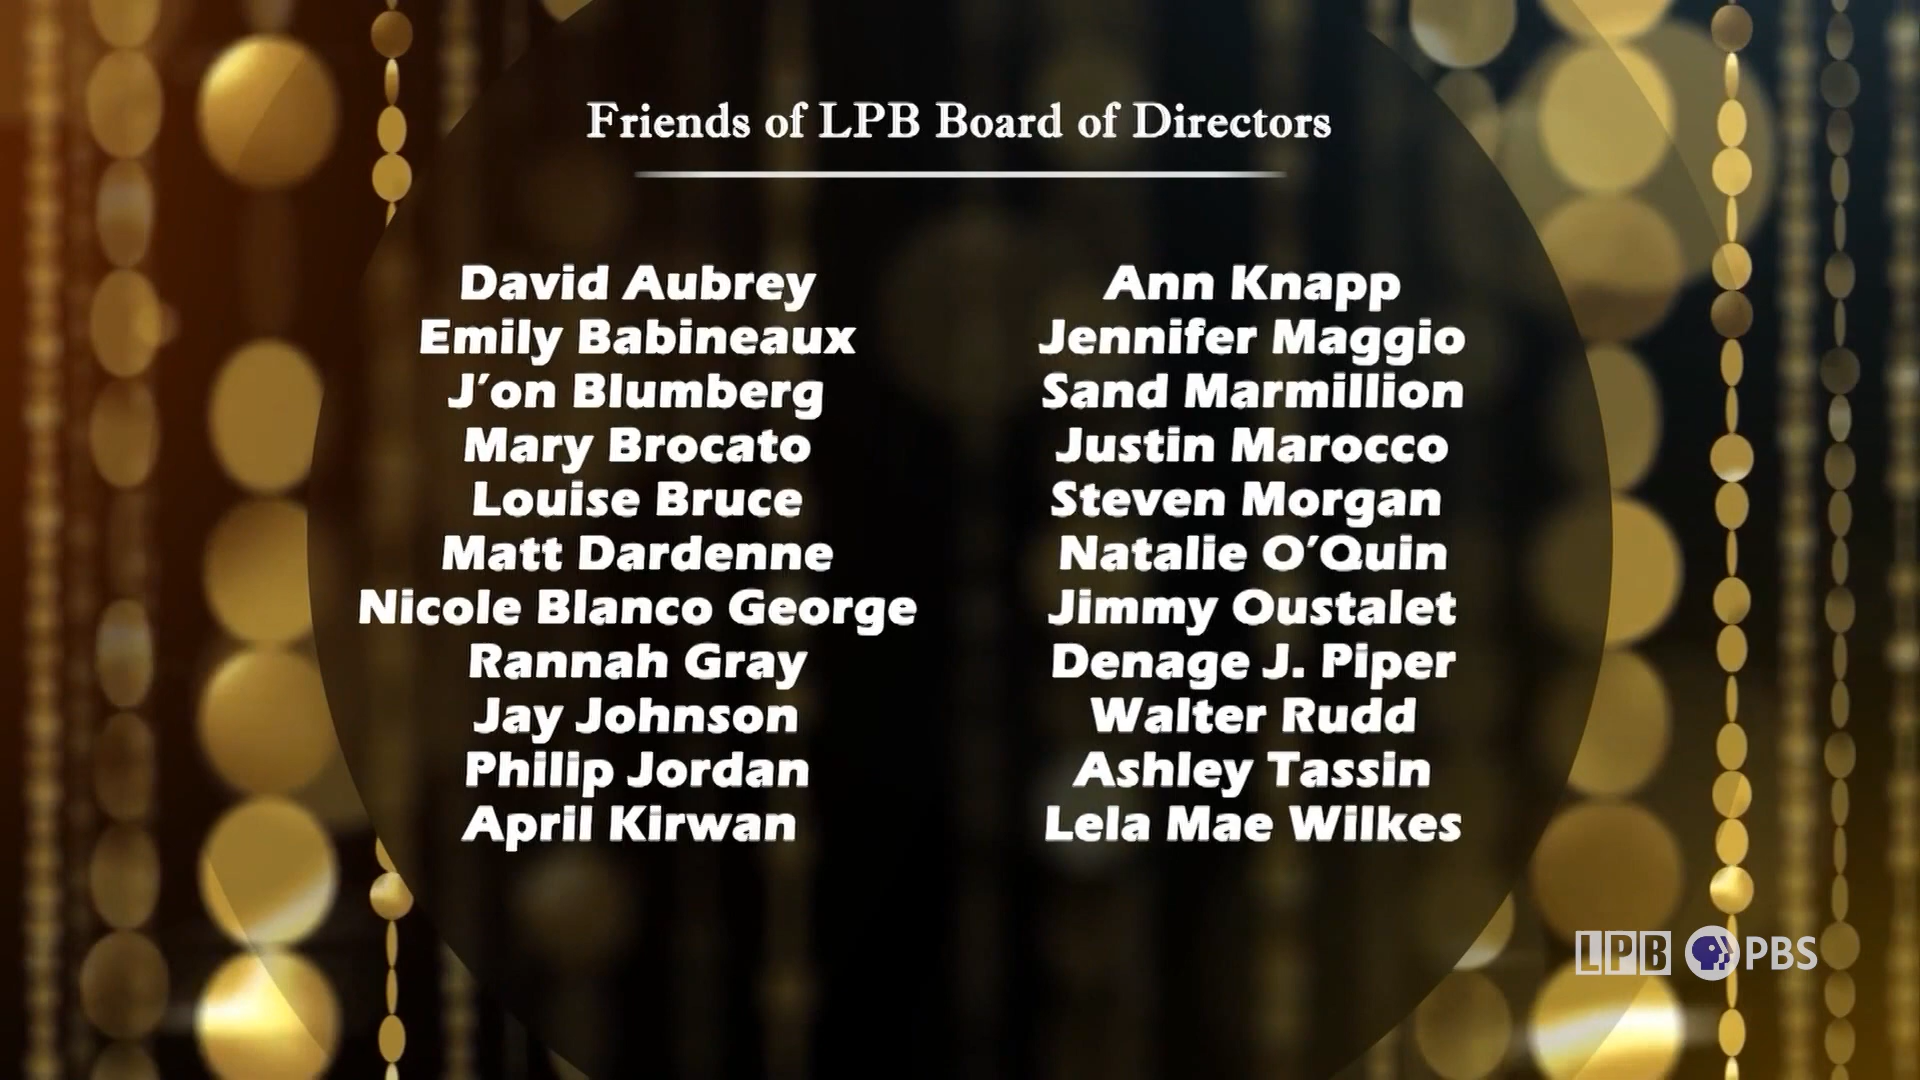 Friends of LPB Board of Directors
David Aubrey
Emily Babineaux
J'on Blumberg
Mary Brocato
Louise Bruce
Matt Dardenne
Nicole Blanco George
Rannah Gray
Jay Johnson
Philip Jordan
April Kirwan
Ann Knapp
Jennifer Maggio
Sand Marmillion
Justin Marocco
Steven Morgan
Natalie O'Quin
Jimmy Oustalet
Denage J. Piper
Walter Rudd
Ashley Tassin
Lela Mae Wilkes
LPB PBS